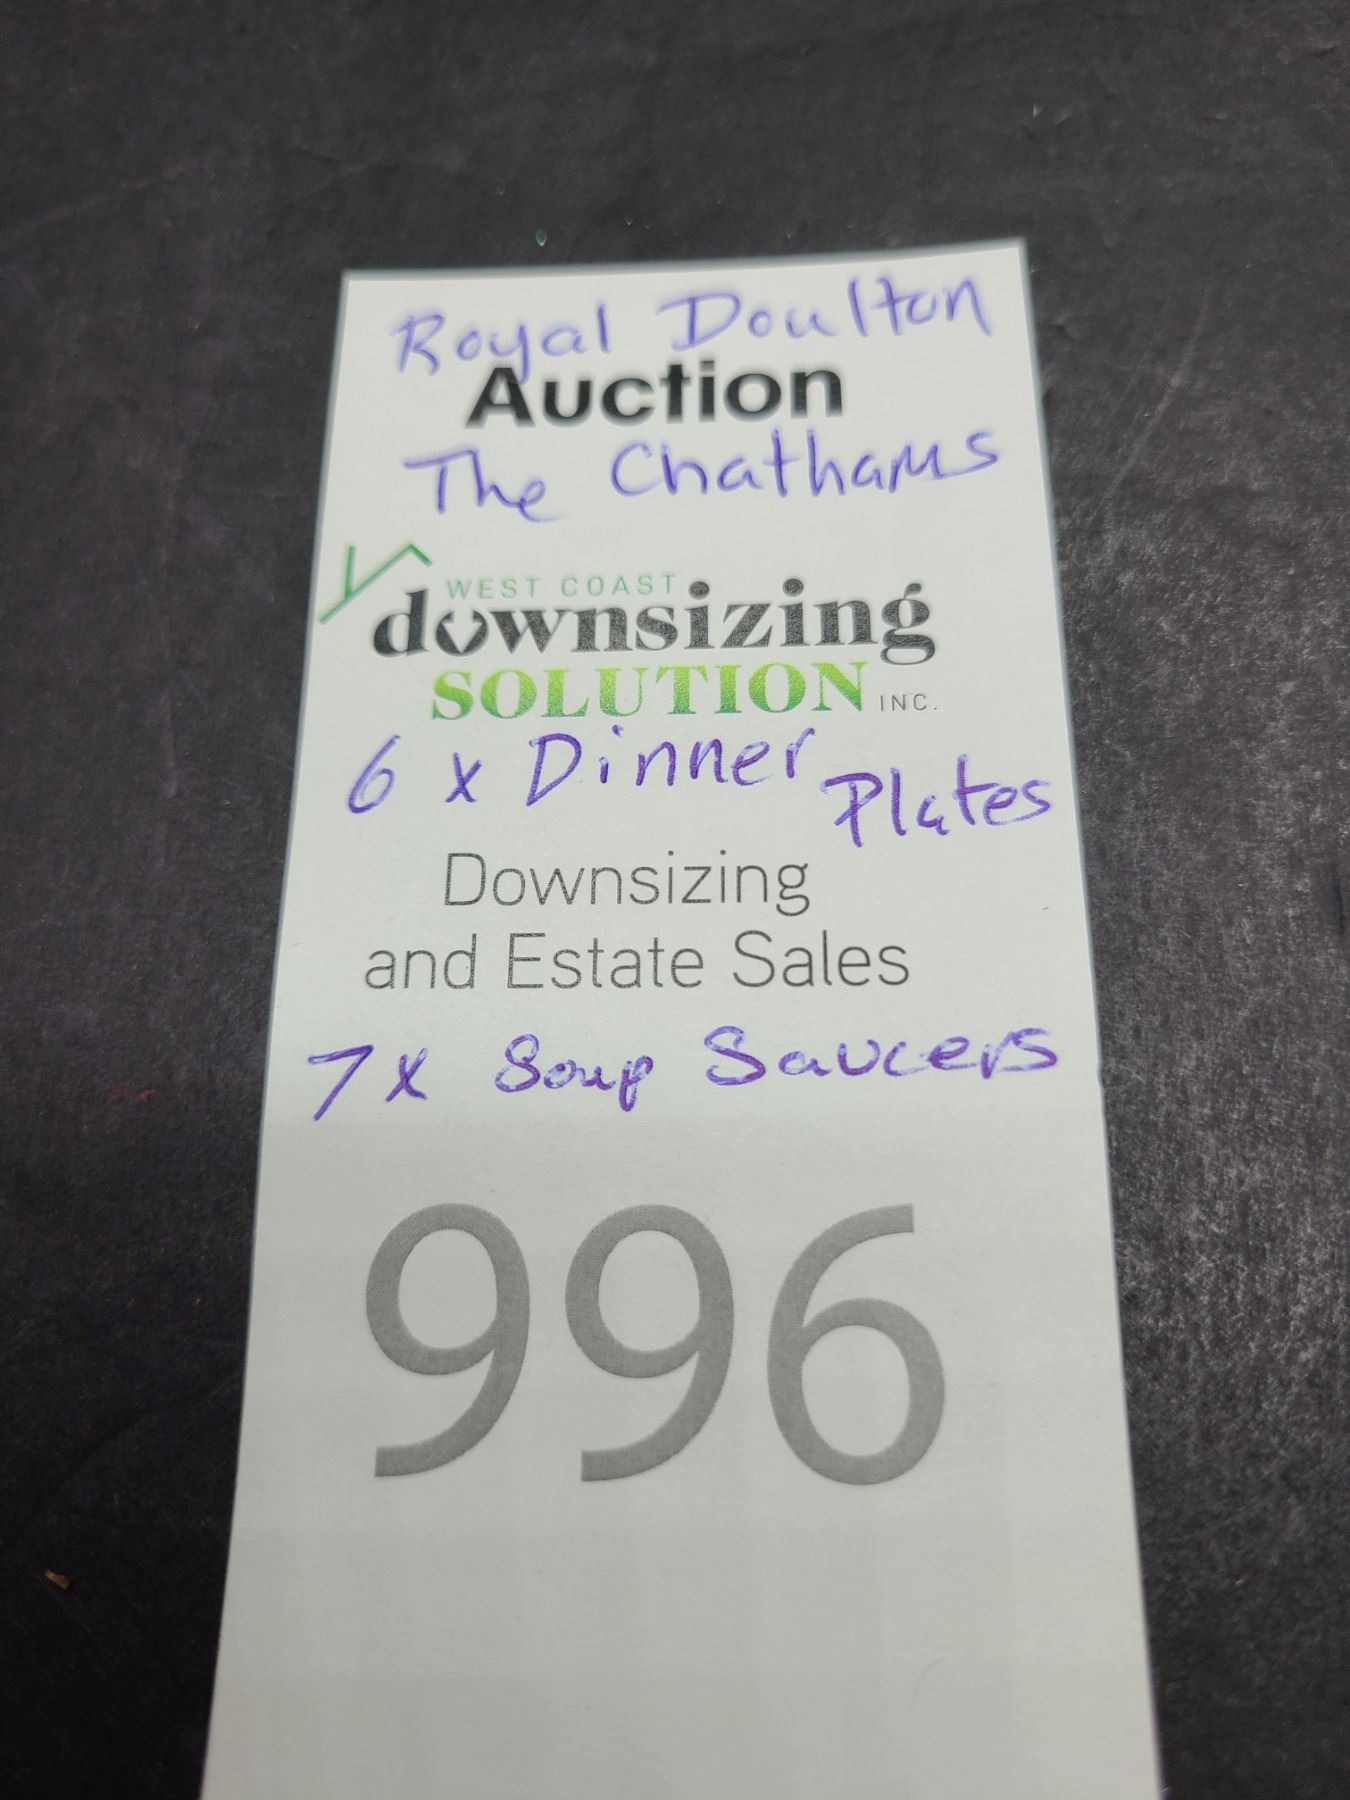 Royal Doulton
Auction
The Chathams
WEST COAST
downsizing
SOLUTION INC.
6 x Dinner Plates
Downsizing
and Estate Sales
7 x Soup Saucers
996